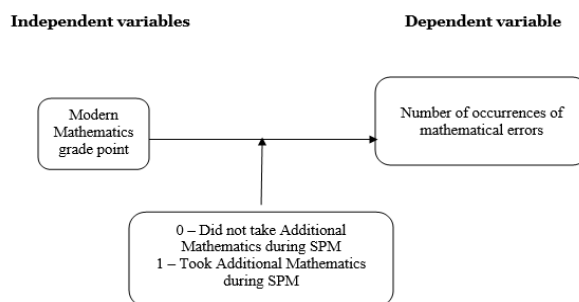 Independent variables
Dependent variable
Modern
Mathematics
grade point
Number of occurrences of
mathematical errors
0 – Did not take Additional
Mathematics during SPM
1 – Took Additional Mathematics
during SPM